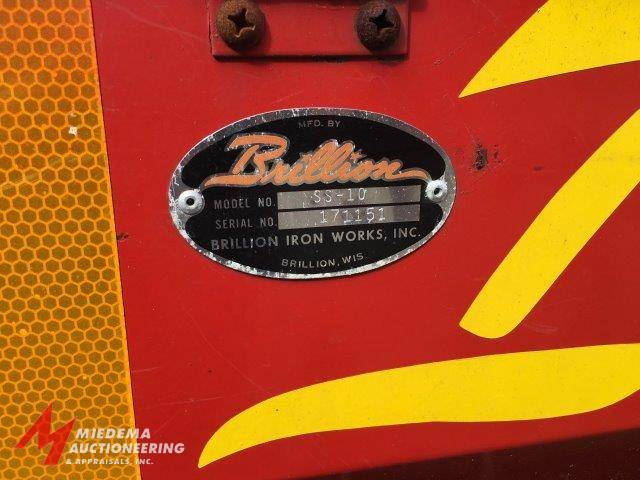 MFD. BY
Brillion
MODEL NO. SS-10
SERIAL NO. 171151
BRILLION IRON WORKS, INC.
BRILLION, WIS.
MIEDEMA
AUCTIONEERING
& APPRAISALS, INC.